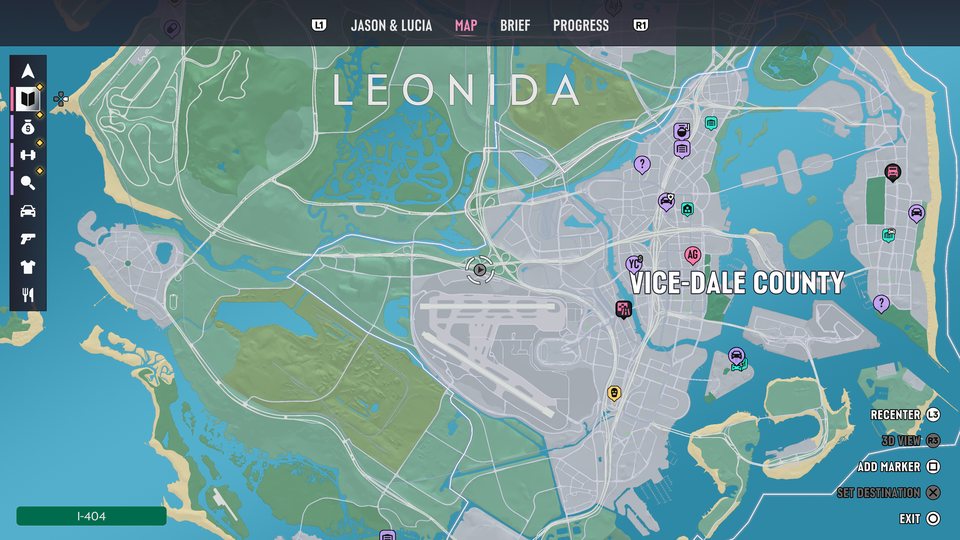 L1 JASON & LUCIA MAP BRIEF PROGRESS R1
LEONIDA
?
AG
YC
VICE-DALE COUNTY
?
RECENTER L3
3D VIEW R3
ADD MARKER
SET DESTINATION
I-404
EXIT